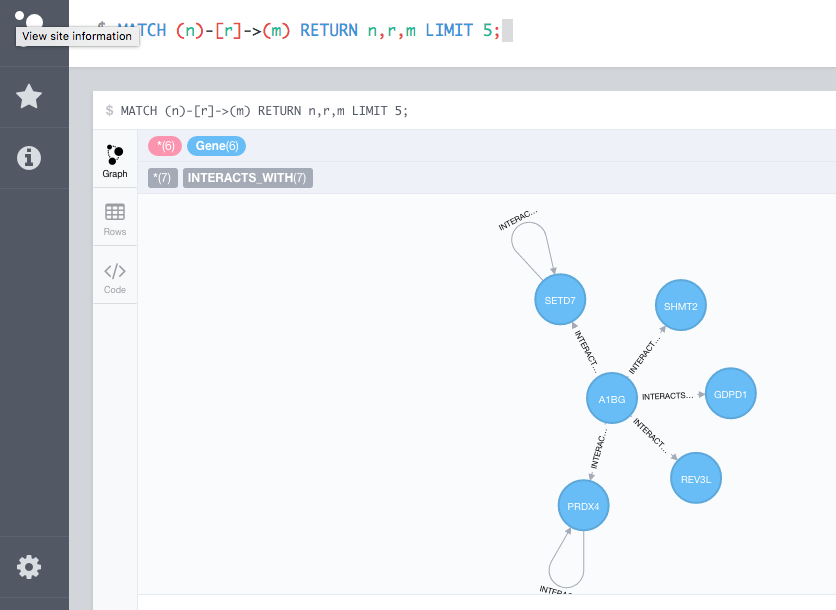 MATCH (n)-[r]->(m) RETURN n,r,m LIMIT 5;
View site information
$ MATCH (n)-[r]->(m) RETURN n,r,m LIMIT 5;
*(6) Gene(6)
Graph
*(7) INTERACTS_WITH(7)
Rows
Code
INTERAC...
SETD7
SHMT2
INTERACT...
INTERACT...
A1BG
INTERACTS...
GDPD1
INTERACT...
INTERAC...
REV3L
PRDX4
INTERAC...